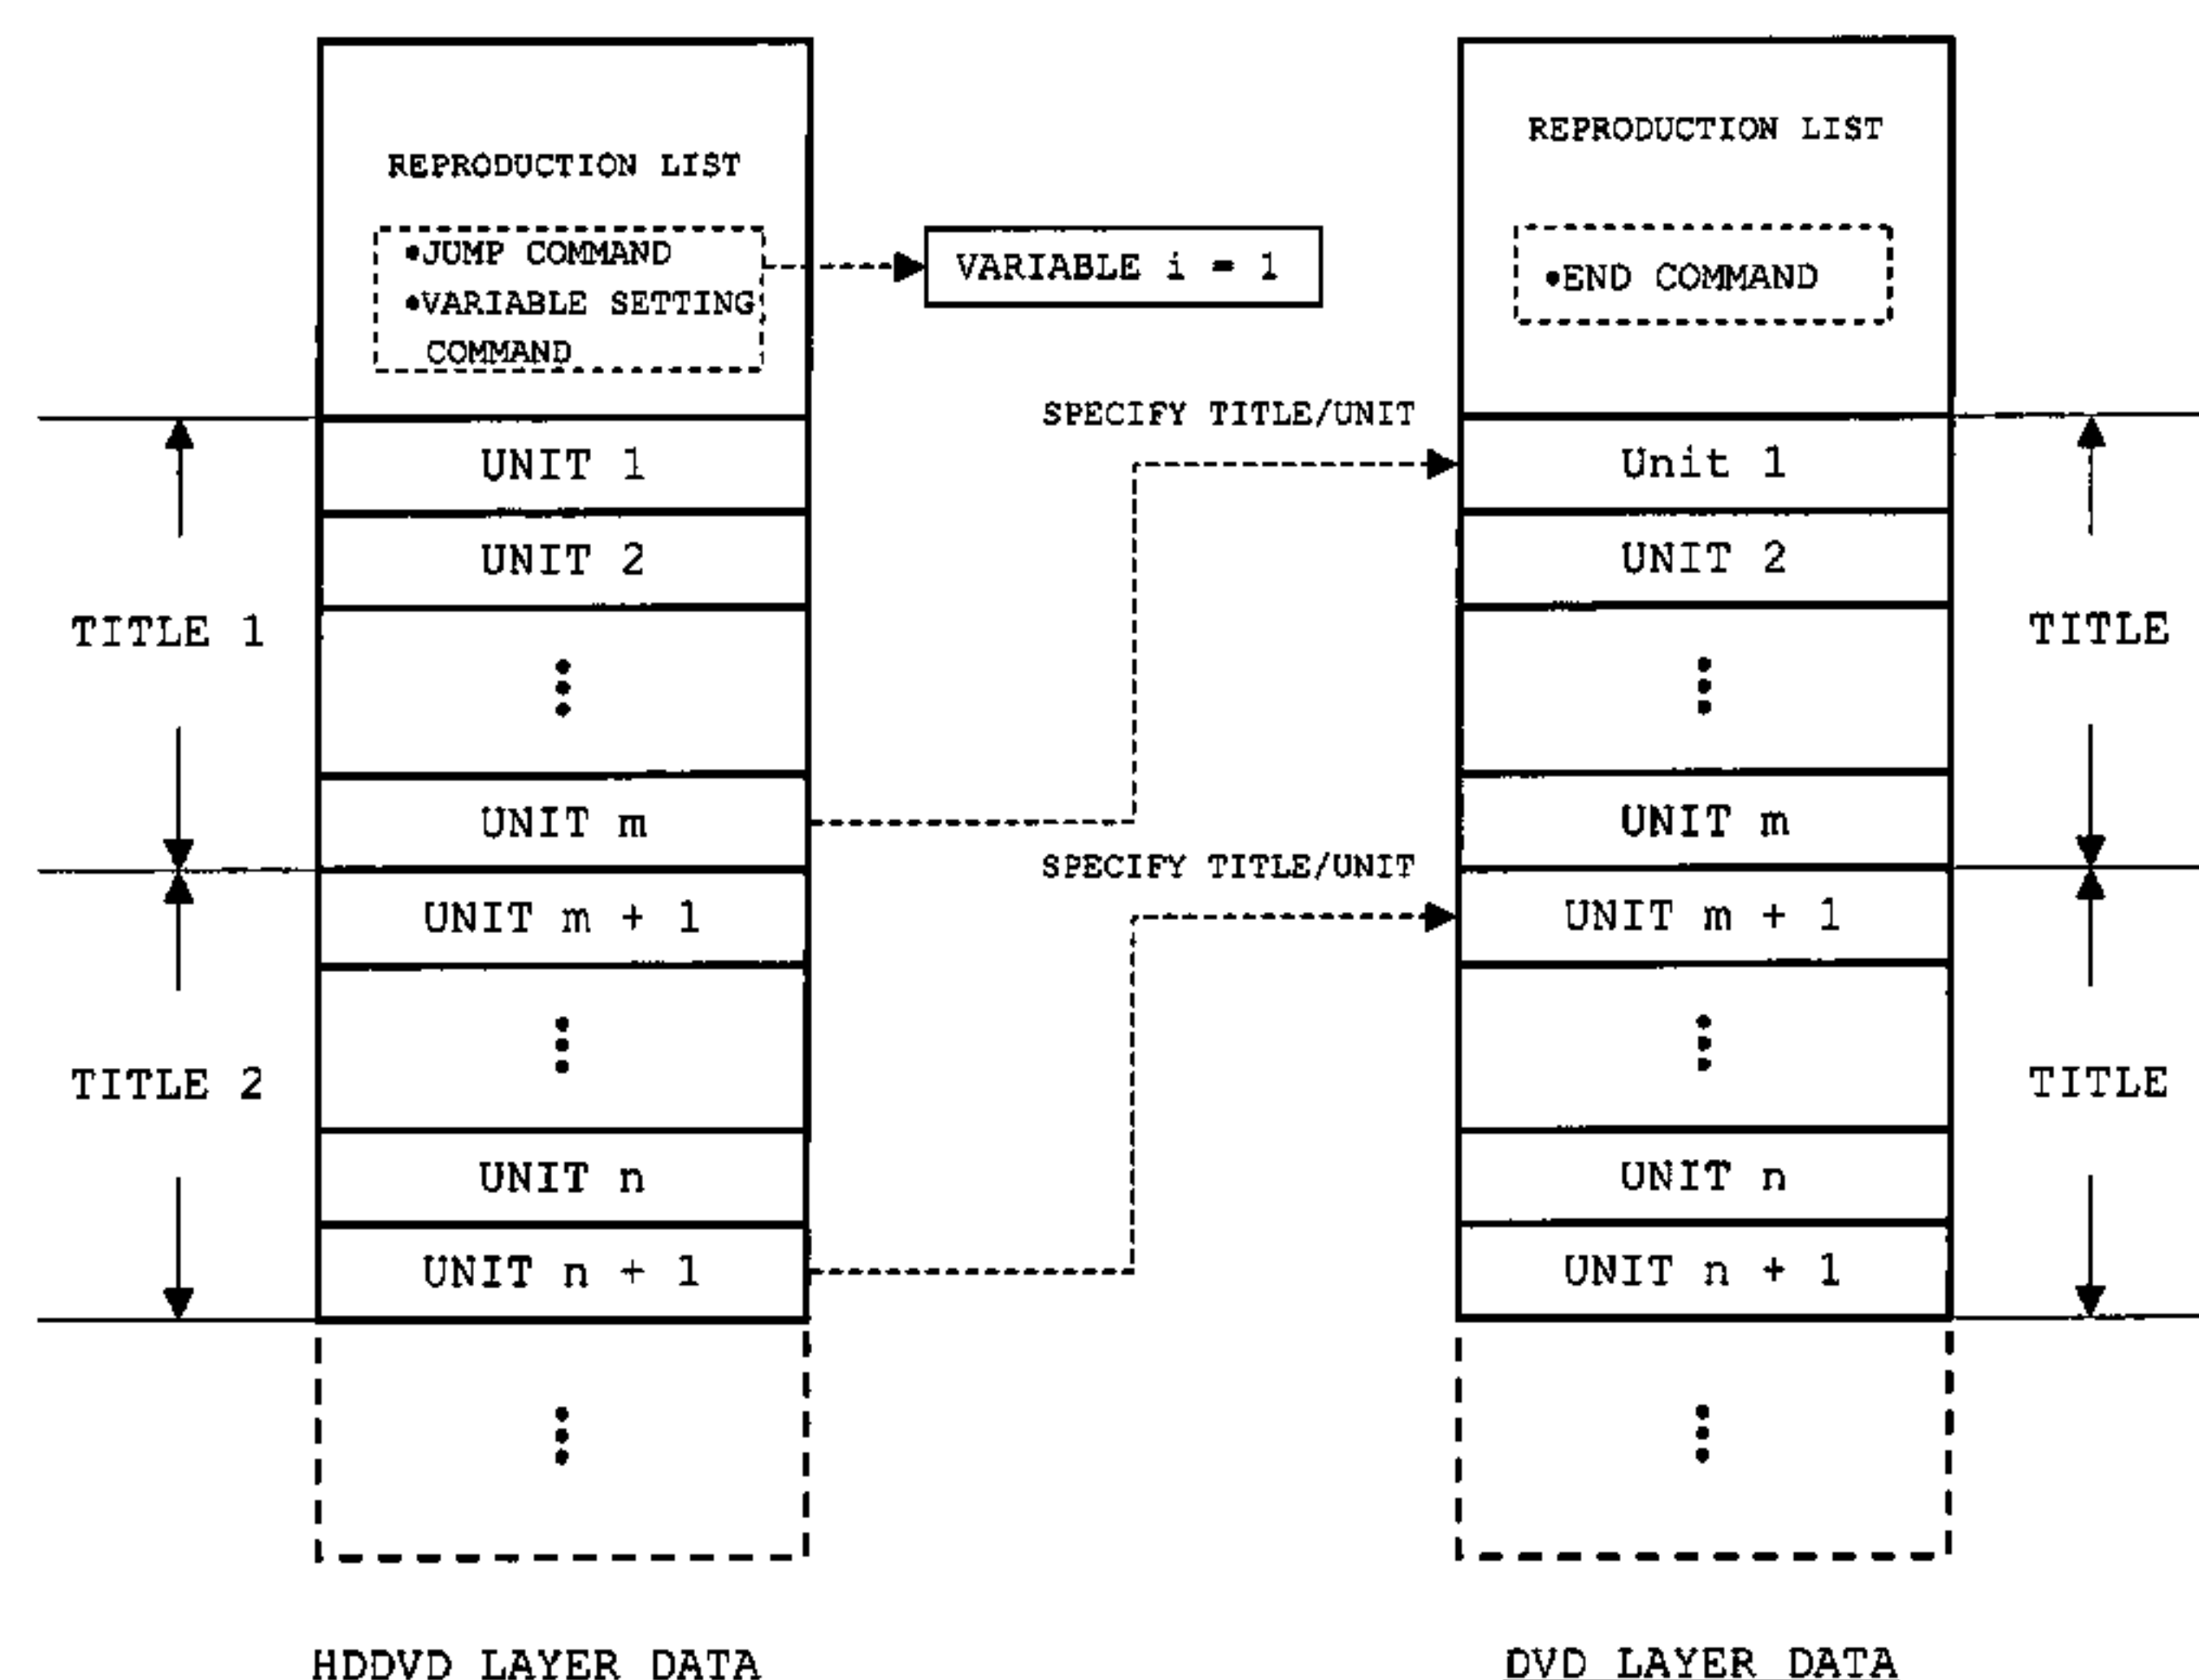 REPRODUCTION LIST
•JUMP COMMAND
•VARIABLE SETTING
COMMAND
VARIABLE i = 1
REPRODUCTION LIST
•END COMMAND
SPECIFY TITLE/UNIT
SPECIFY TITLE/UNIT
TITLE 1
TITLE 2
UNIT 1
UNIT 2
UNIT m
UNIT m + 1
UNIT n
UNIT n + 1
Unit 1
UNIT 2
UNIT m
UNIT m + 1
UNIT n
UNIT n + 1
TITLE
TITLE
HDDVD LAYER DATA
DVD LAYER DATA